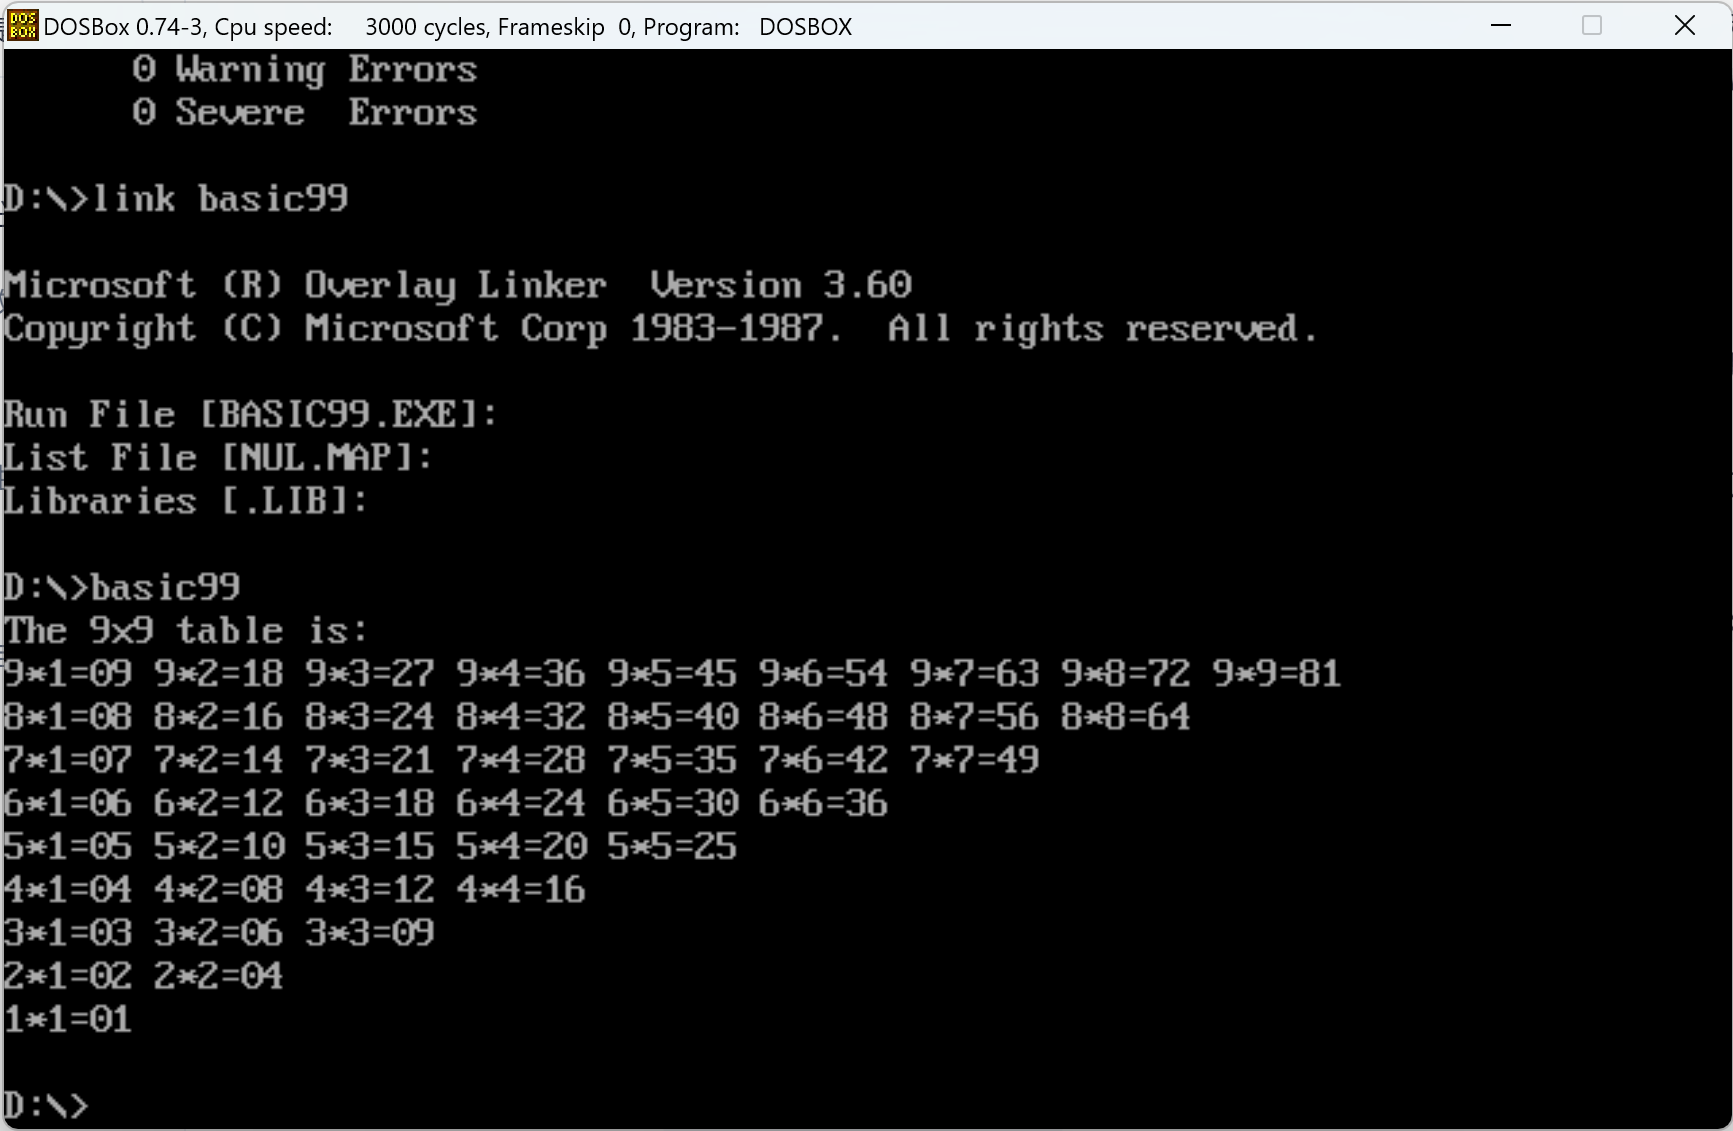 DOSBox 0.74-3, Cpu speed:    3000 cycles, Frameskip  0, Program:   DOSBOX
0 Warning Errors
0 Severe  Errors
D:\>link basic99
Microsoft (R) Overlay Linker  Version 3.60
Copyright (C) Microsoft Corp 1983-1987.  All rights reserved.
Run File [BASIC99.EXE]:
List File [NUL.MAP]:
Libraries [.LIB]:
D:\>basic99
The 9x9 table is:
9*1=09 9*2=18 9*3=27 9*4=36 9*5=45 9*6=54 9*7=63 9*8=72 9*9=81
8*1=08 8*2=16 8*3=24 8*4=32 8*5=40 8*6=48 8*7=56 8*8=64
7*1=07 7*2=14 7*3=21 7*4=28 7*5=35 7*6=42 7*7=49
6*1=06 6*2=12 6*3=18 6*4=24 6*5=30 6*6=36
5*1=05 5*2=10 5*3=15 5*4=20 5*5=25
4*1=04 4*2=08 4*3=12 4*4=16
3*1=03 3*2=06 3*3=09
2*1=02 2*2=04
1*1=01
D:\>